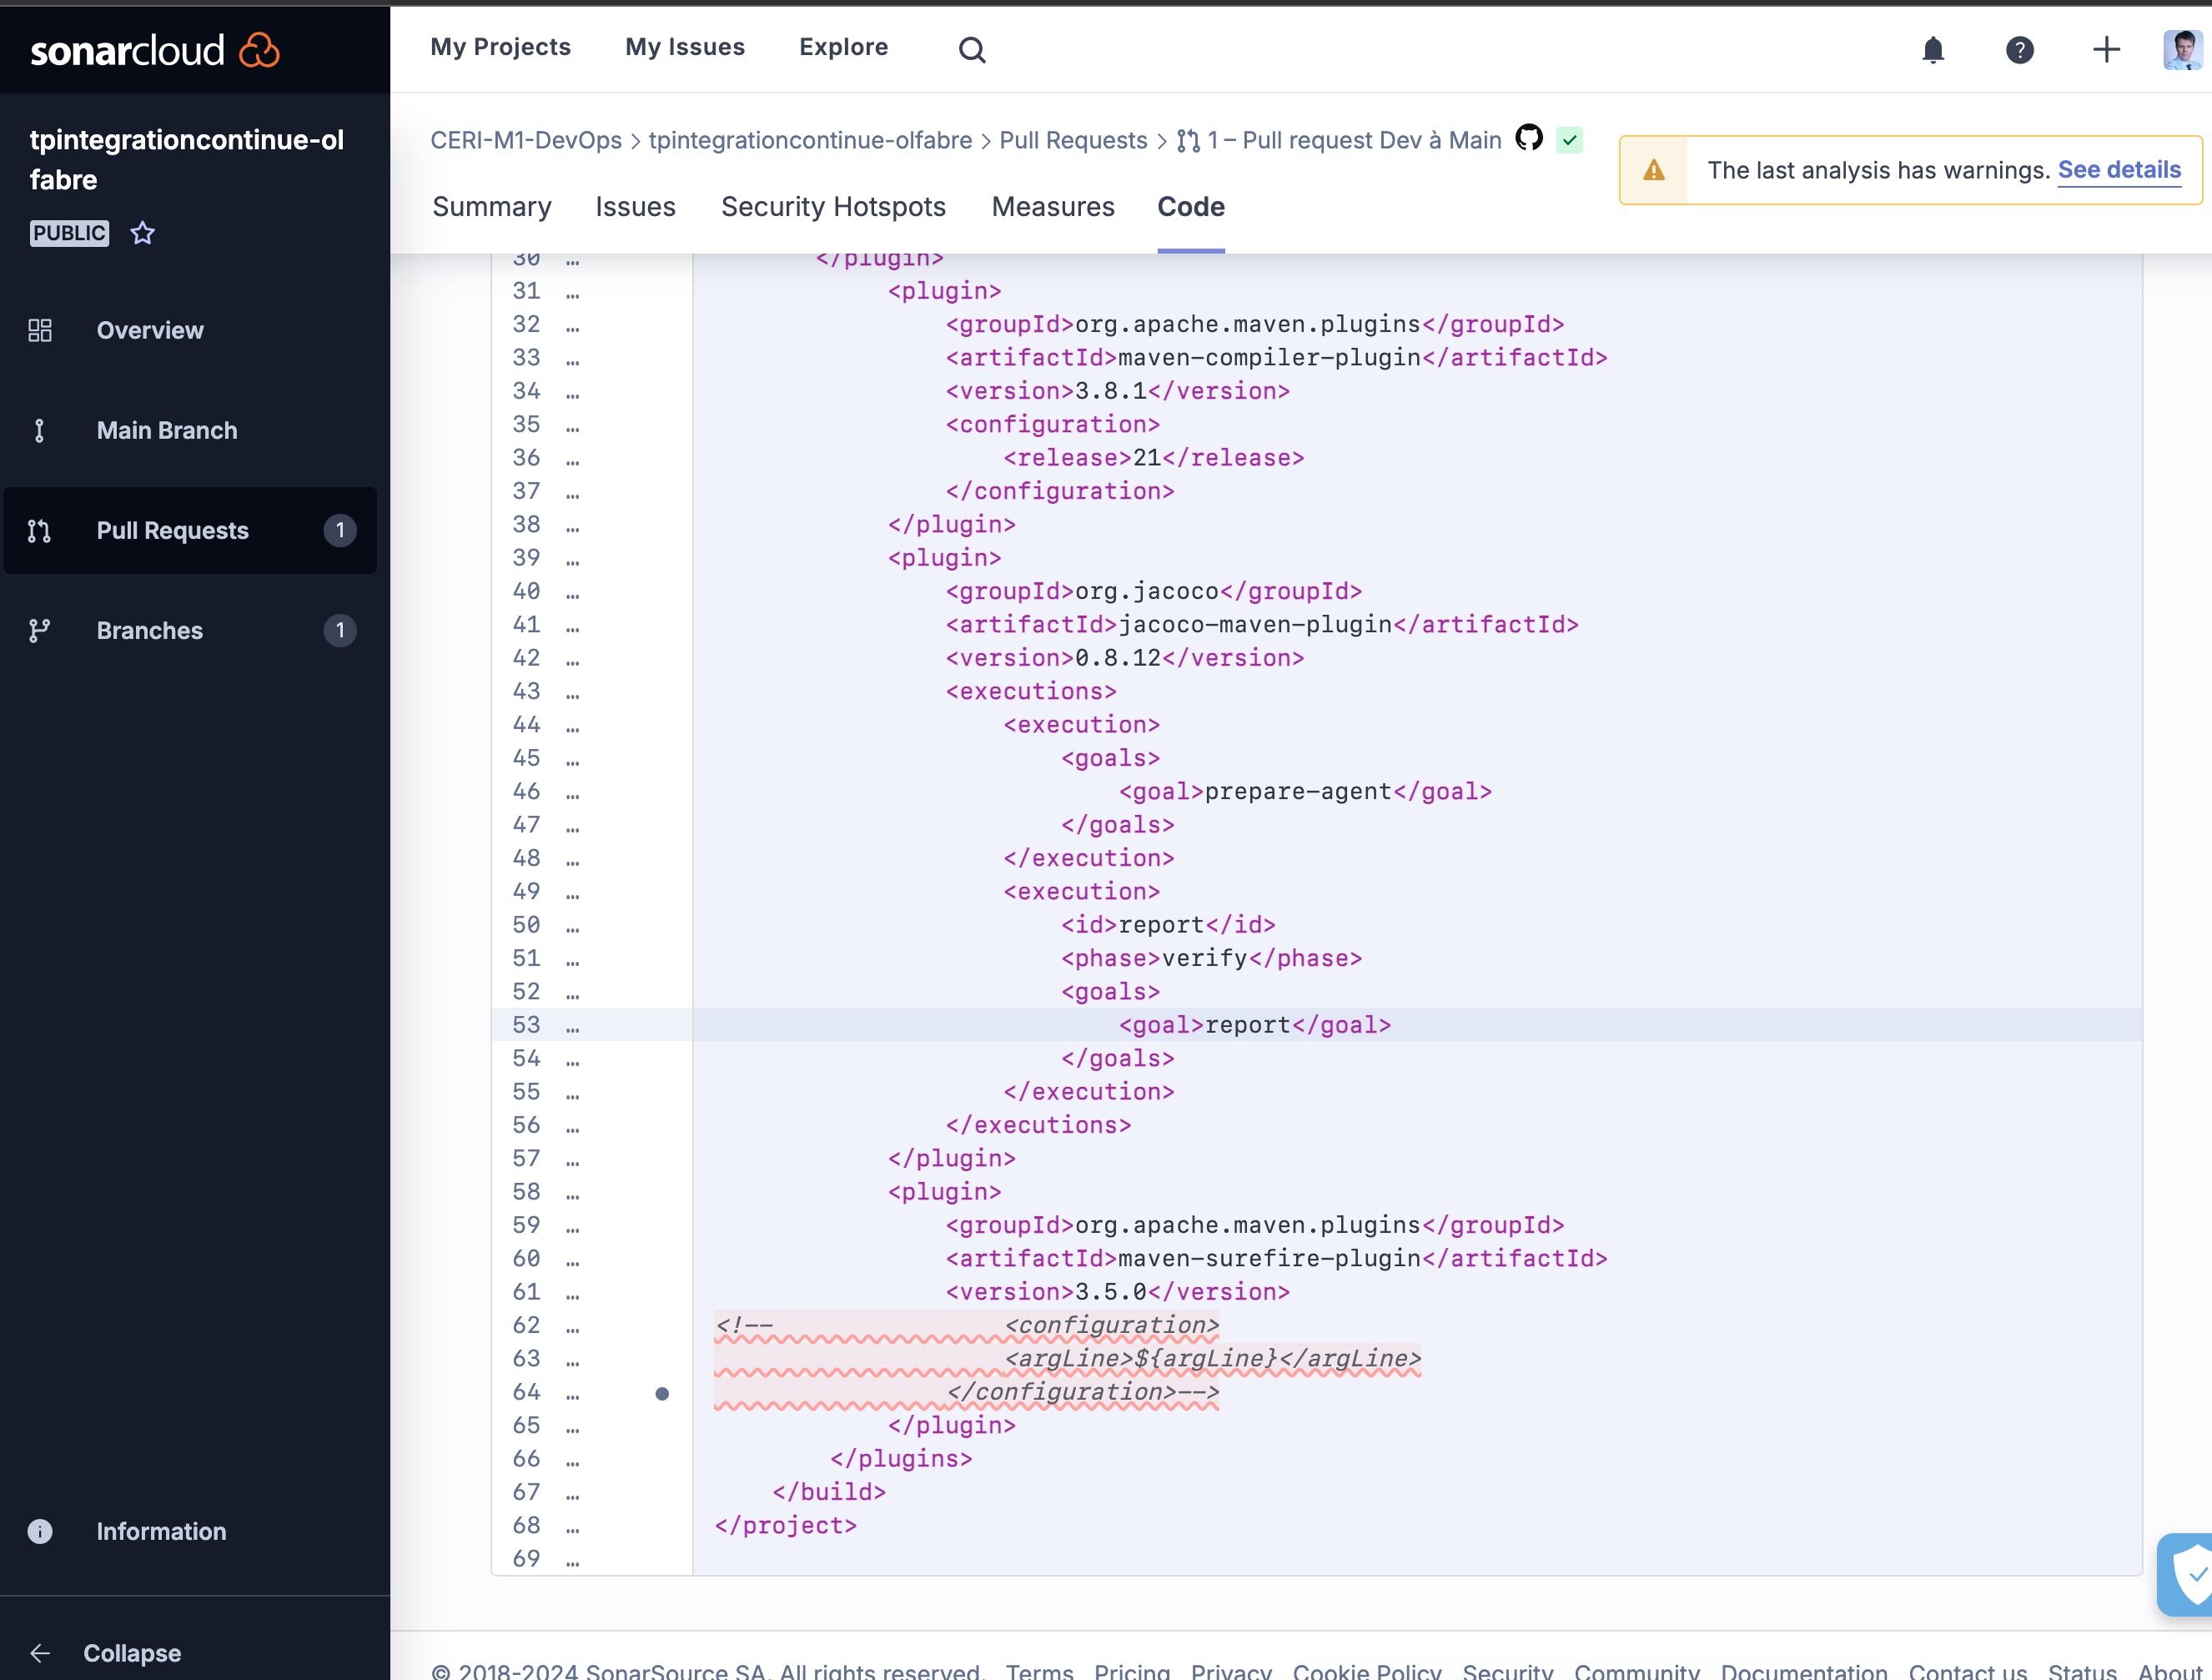 sonarcloud
My Projects My Issues Explore
tpintegrationcontinue-ol
fabre
PUBLIC
Overview
Main Branch
Pull Requests 1
Branches 1
Information
Collapse
CERI-M1-DevOps > tpintegrationcontinue-olfabre > Pull Requests > 1 – Pull request Dev à Main
The last analysis has warnings. See details
Summary Issues Security Hotspots Measures Code
30 … </plugin>
31 … <plugin>
32 … <groupId>org.apache.maven.plugins</groupId>
33 … <artifactId>maven-compiler-plugin</artifactId>
34 … <version>3.8.1</version>
35 … <configuration>
36 … <release>21</release>
37 … </configuration>
38 … </plugin>
39 … <plugin>
40 … <groupId>org.jacoco</groupId>
41 … <artifactId>jacoco-maven-plugin</artifactId>
42 … <version>0.8.12</version>
43 … <executions>
44 … <execution>
45 … <goals>
46 … <goal>prepare-agent</goal>
47 … </goals>
48 … </execution>
49 … <execution>
50 … <id>report</id>
51 … <phase>verify</phase>
52 … <goals>
53 … <goal>report</goal>
54 … </goals>
55 … </execution>
56 … </executions>
57 … </plugin>
58 … <plugin>
59 … <groupId>org.apache.maven.plugins</groupId>
60 … <artifactId>maven-surefire-plugin</artifactId>
61 … <version>3.5.0</version>
62 … <!-- <configuration>
63 … <argLine>${argLine}</argLine>
64 … </configuration>-->
65 … </plugin>
66 … </plugins>
67 … </build>
68 … </project>
69 …
© 2018-2024 SonarSource SA. All rights reserved. Terms Pricing Privacy Cookie Policy Security Community Documentation Contact us Status About